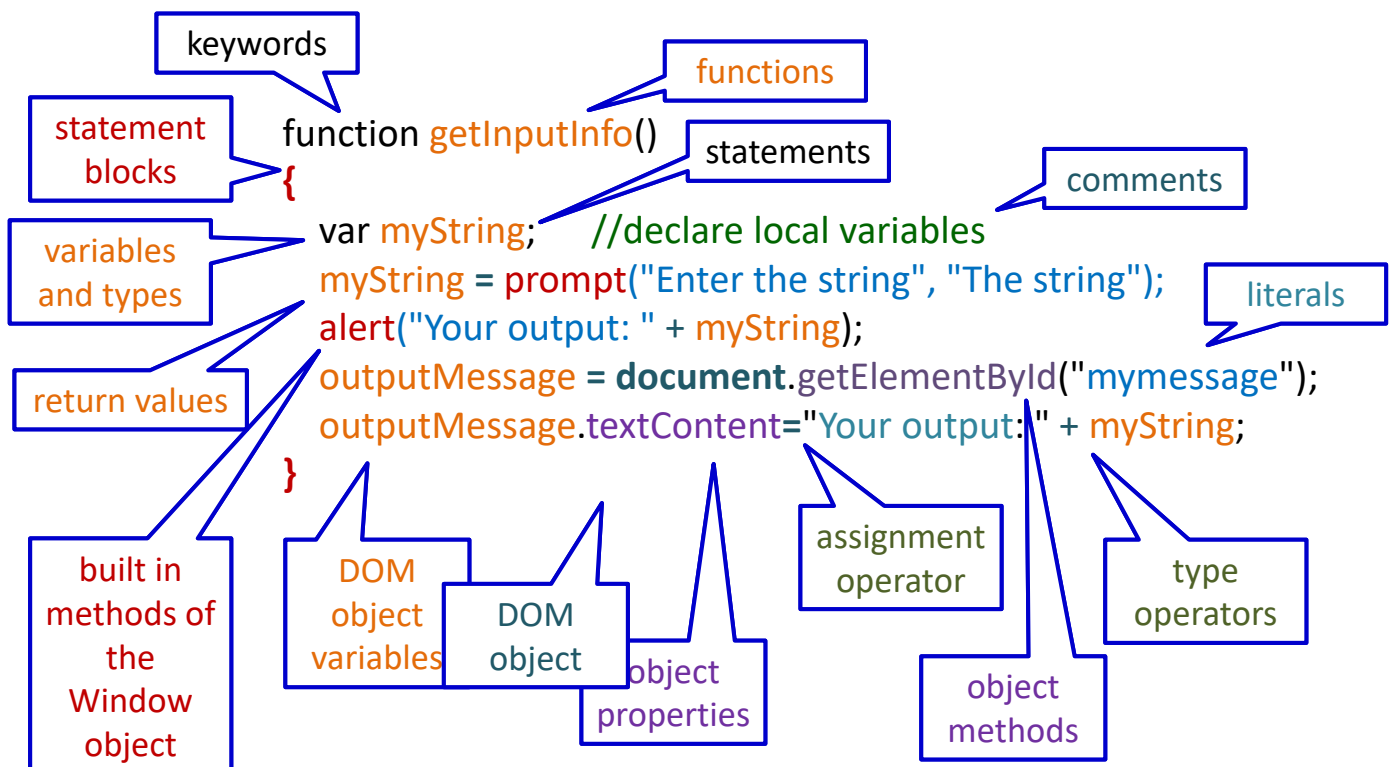 keywords
functions
statement
blocks
function getInputInfo()
statements
{
comments
variables
and types
var myString; //declare local variables
myString = prompt("Enter the string", "The string");
literals
alert("Your output: " + myString);
return values
outputMessage = document.getElementById("mymessage");
outputMessage.textContent="Your output: " + myString;
}
built in
methods of
the
Window
object
DOM
object
variables
DOM
object
object
properties
assignment
operator
object
methods
type
operators